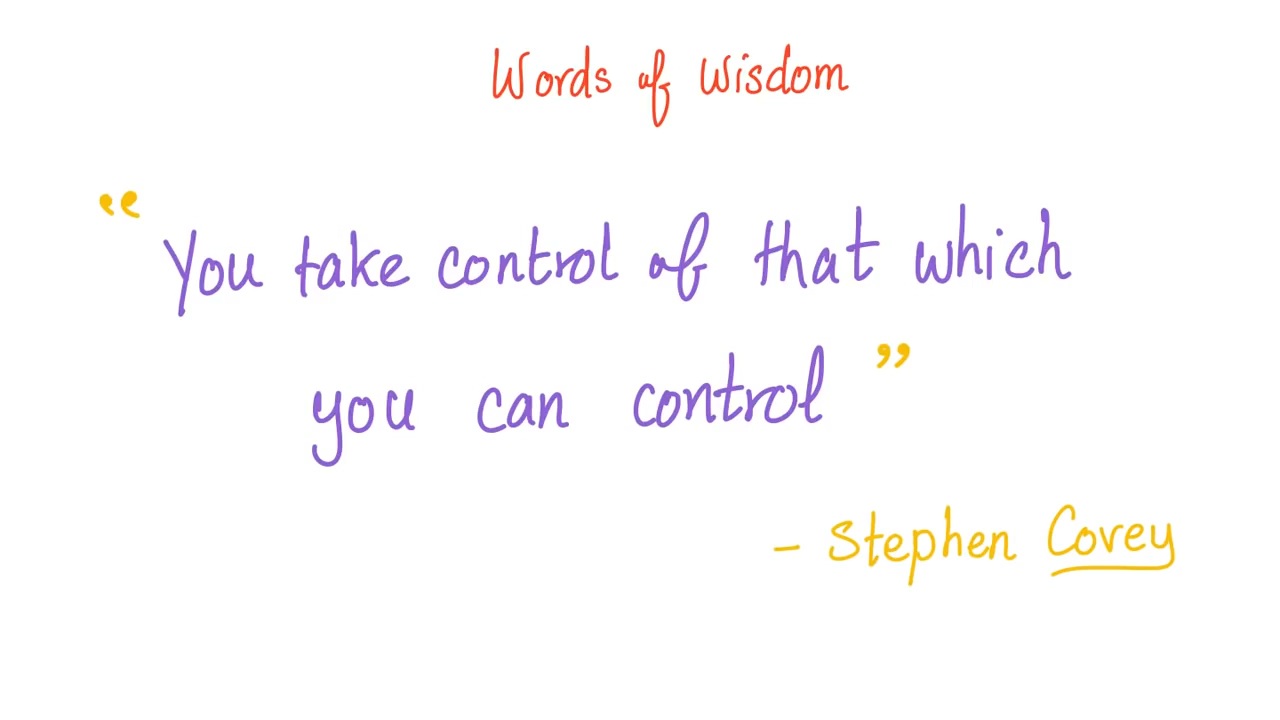 Words of Wisdom
“You take control of that which
you can control”
- Stephen Covey